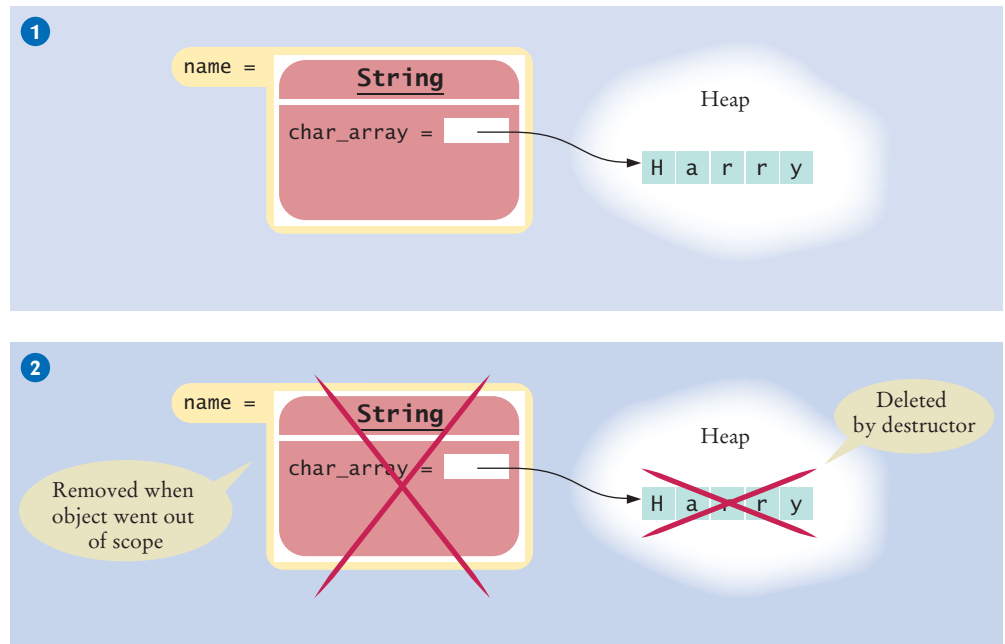 1
name =
String
char_array =
Heap
H a r r y
2
name =
String
char_array =
Heap
Deleted
by destructor
Removed when
object went out
of scope
H a r r y